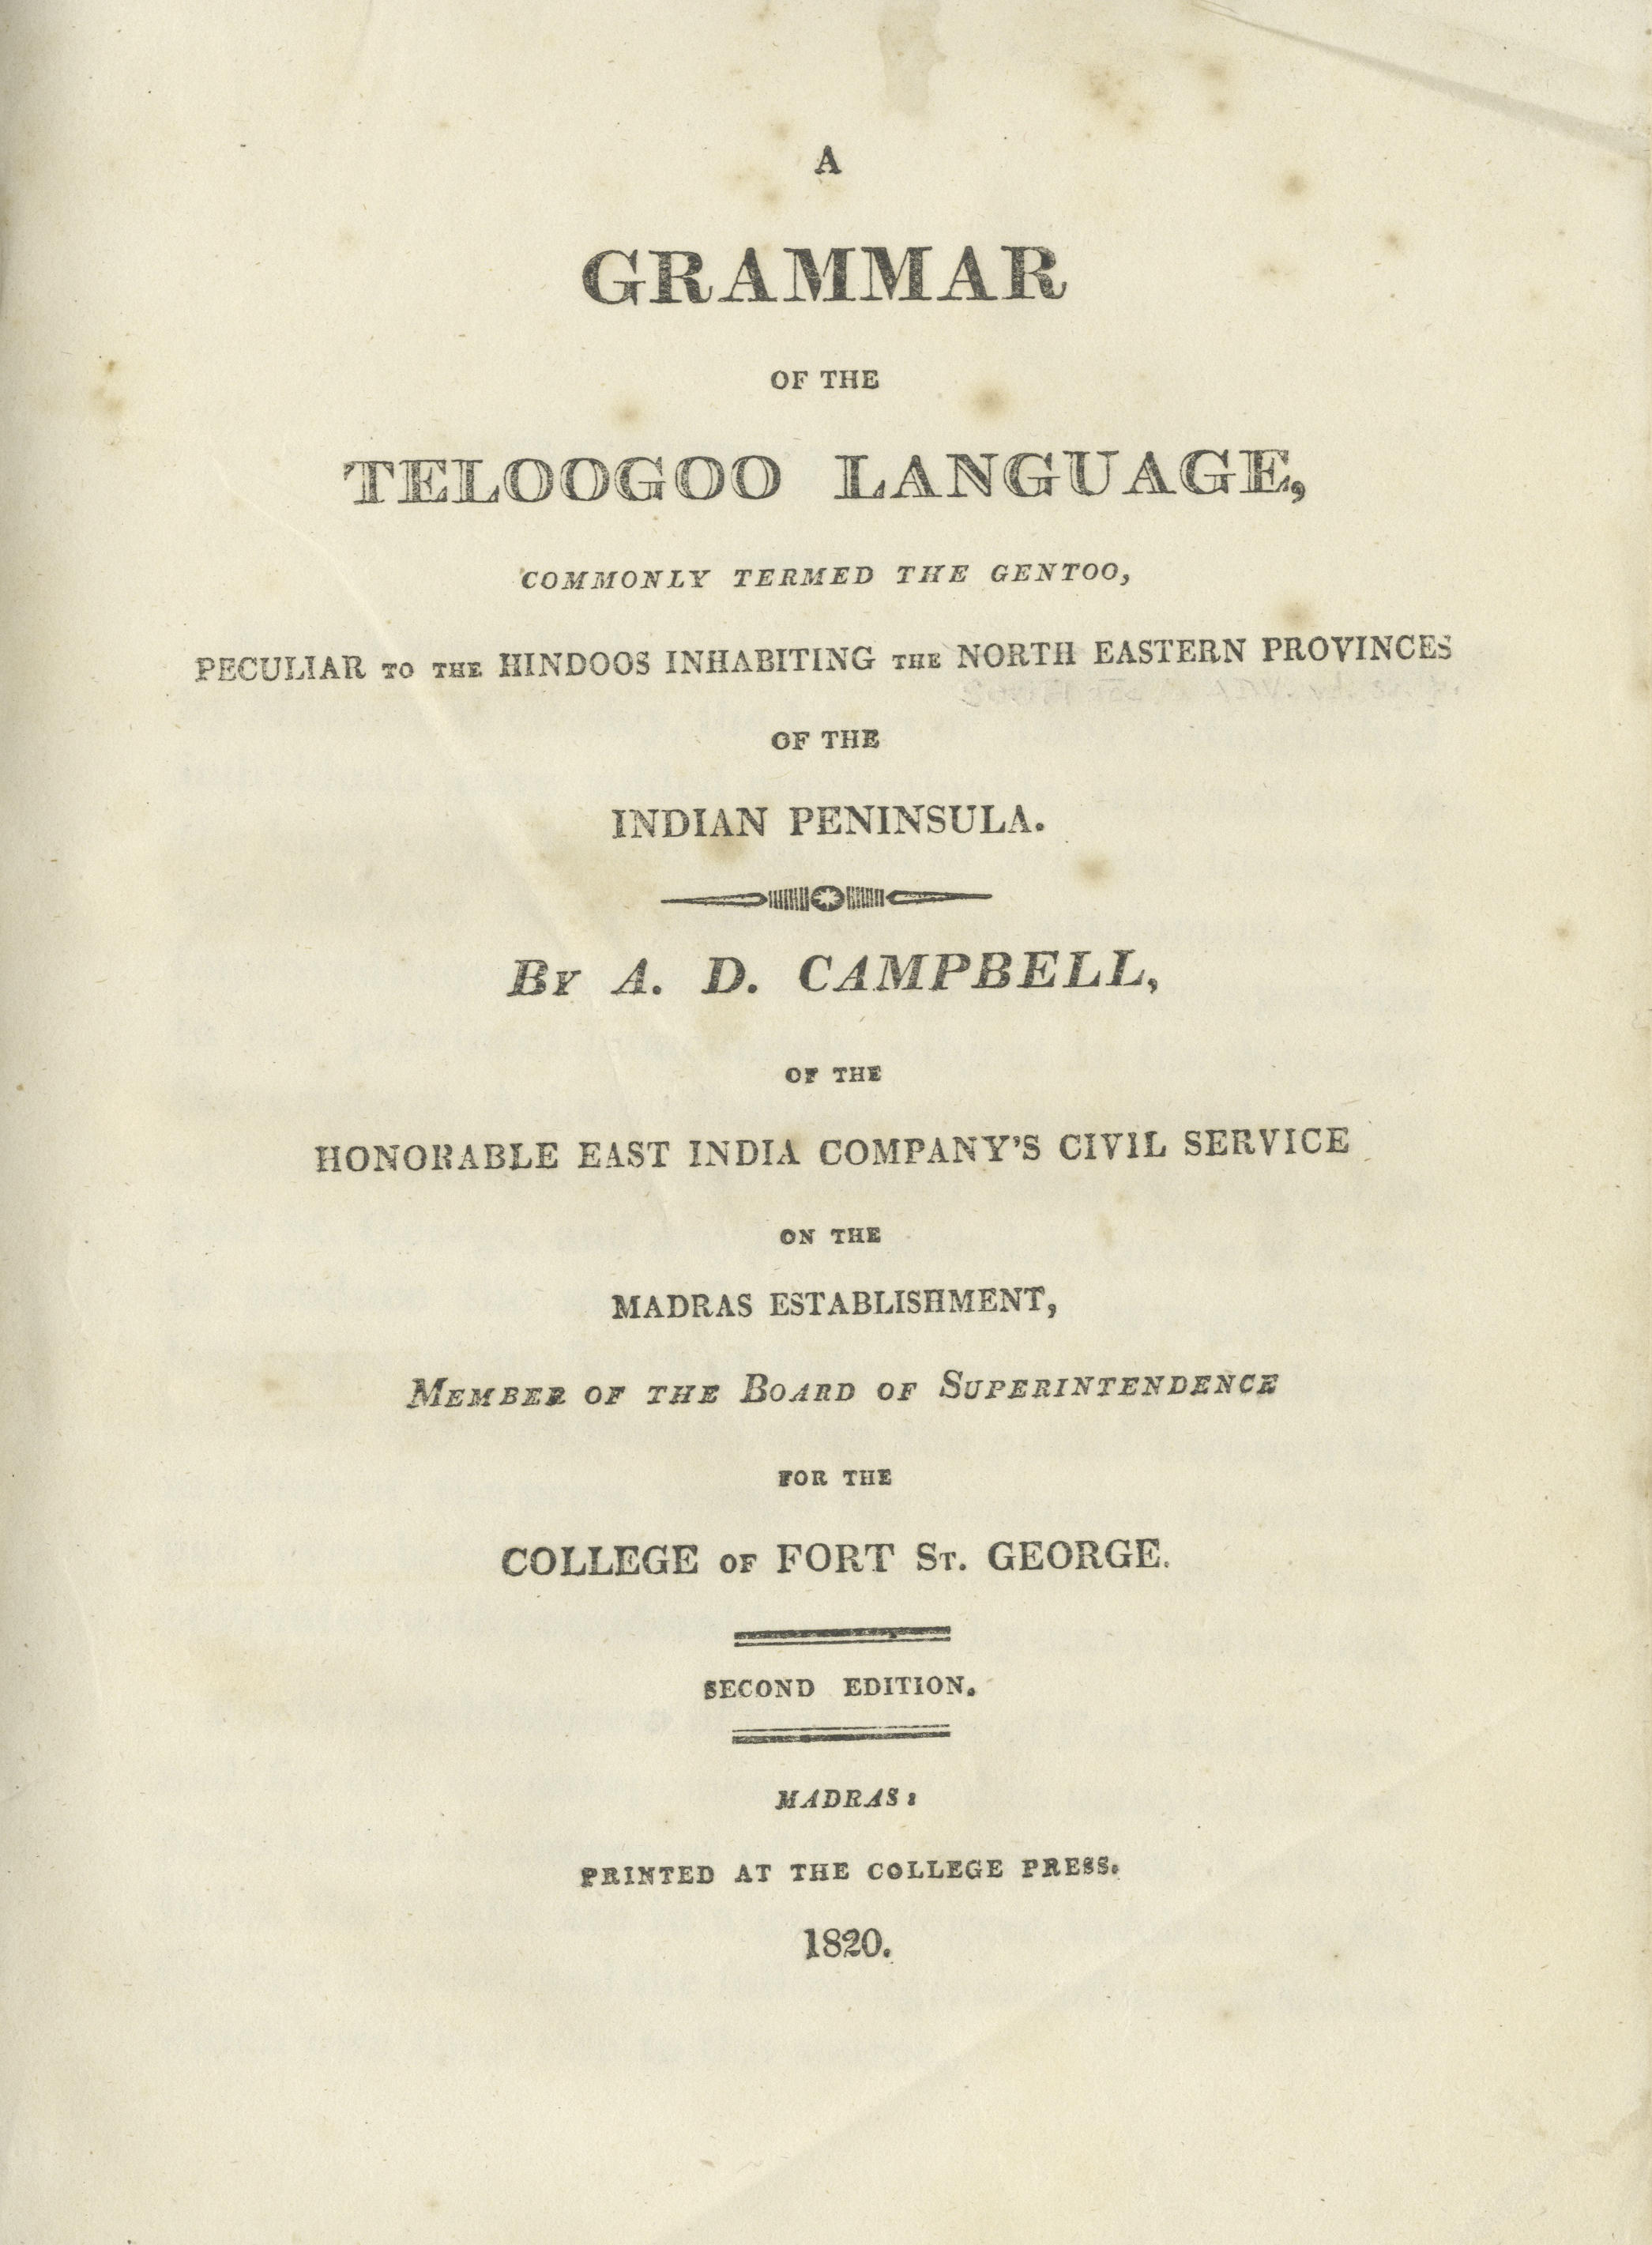 A
GRAMMAR
OF THE
TELOOGOO LANGUAGE,
COMMONLY TERMED THE GENTOO,
PECULIAR TO THE HINDOOS INHABITING THE NORTH EASTERN PROVINCES
OF THE
INDIAN PENINSULA.
BY A. D. CAMPBELL,
OF THE
HONORABLE EAST INDIA COMPANY'S CIVIL SERVICE
ON THE
MADRAS ESTABLISHMENT,
MEMBER OF THE BOARD OF SUPERINTENDENCE
FOR THE
COLLEGE OF FORT ST. GEORGE.
SECOND EDITION.
MADRAS:
PRINTED AT THE COLLEGE PRESS.
1820.